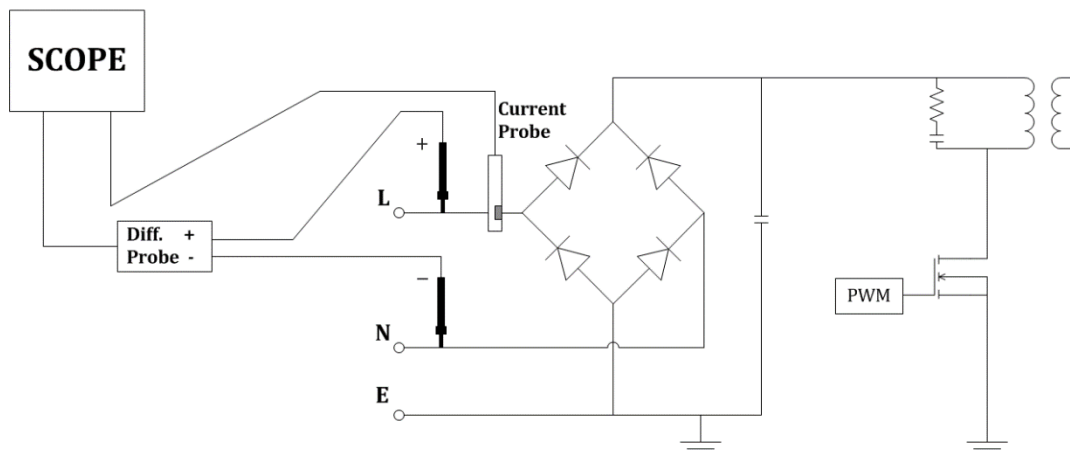 SCOPE
Current
Probe
+
L
Diff. +
Probe -
−
PWM
N
E